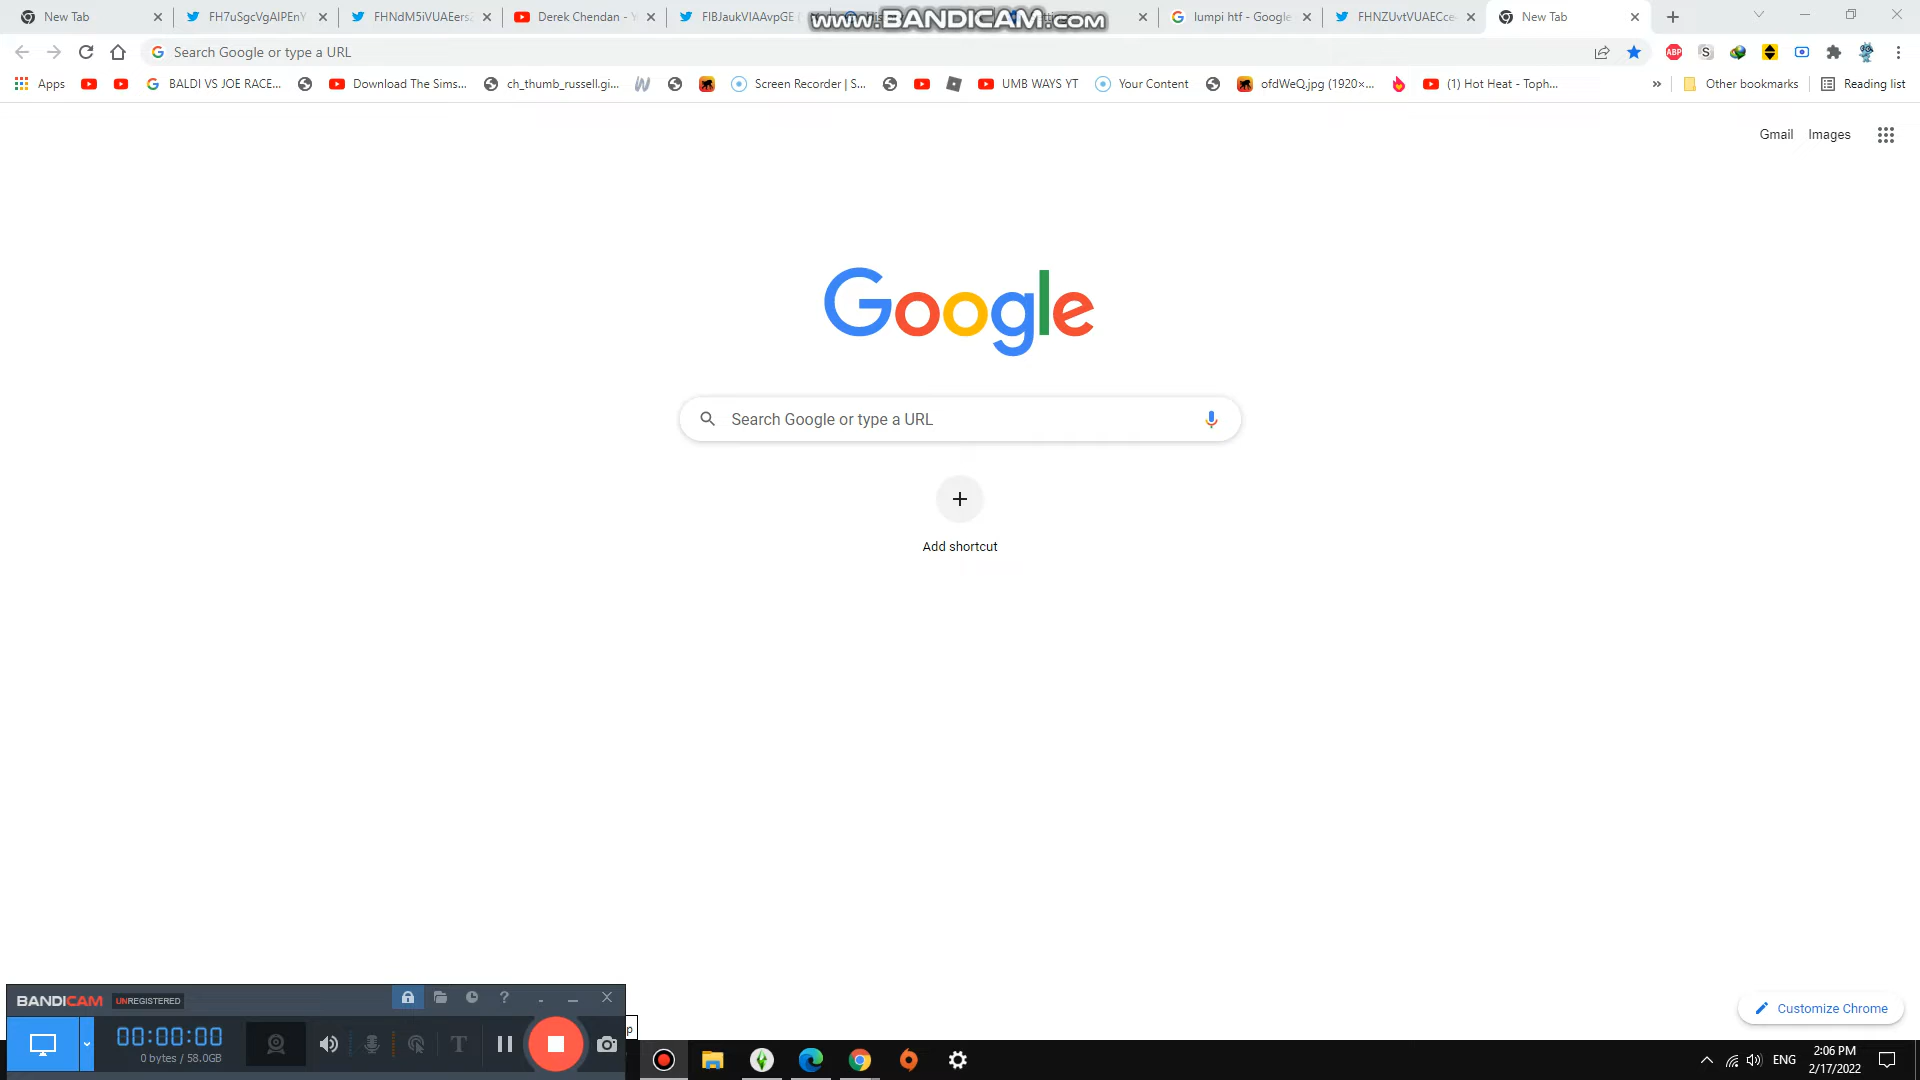 New Tab
FH7uSgcVgAIPEnY
FHNdM5iVUAEers
Derek Chendan - Y
FIBJaukVIAAvpGE
www.BANDICAM.com
lumpi htf - Google
FHNZUvtVUAECce
New Tab
Search Google or type a URL
ABP
S
Apps
BALDI VS JOE RACE...
Download The Sims...
ch_thumb_russell.gi...
Screen Recorder | S...
UMB WAYS YT
Your Content
ofdWeQ.jpg (1920×...
(1) Hot Heat - Toph...
»
Other bookmarks
Reading list
Gmail
Images
Google
Search Google or type a URL
Add shortcut
Customize Chrome
BANDICAM UNREGISTERED
00:00:00
0 bytes / 58.0GB
T
p
ENG
2:06 PM
2/17/2022